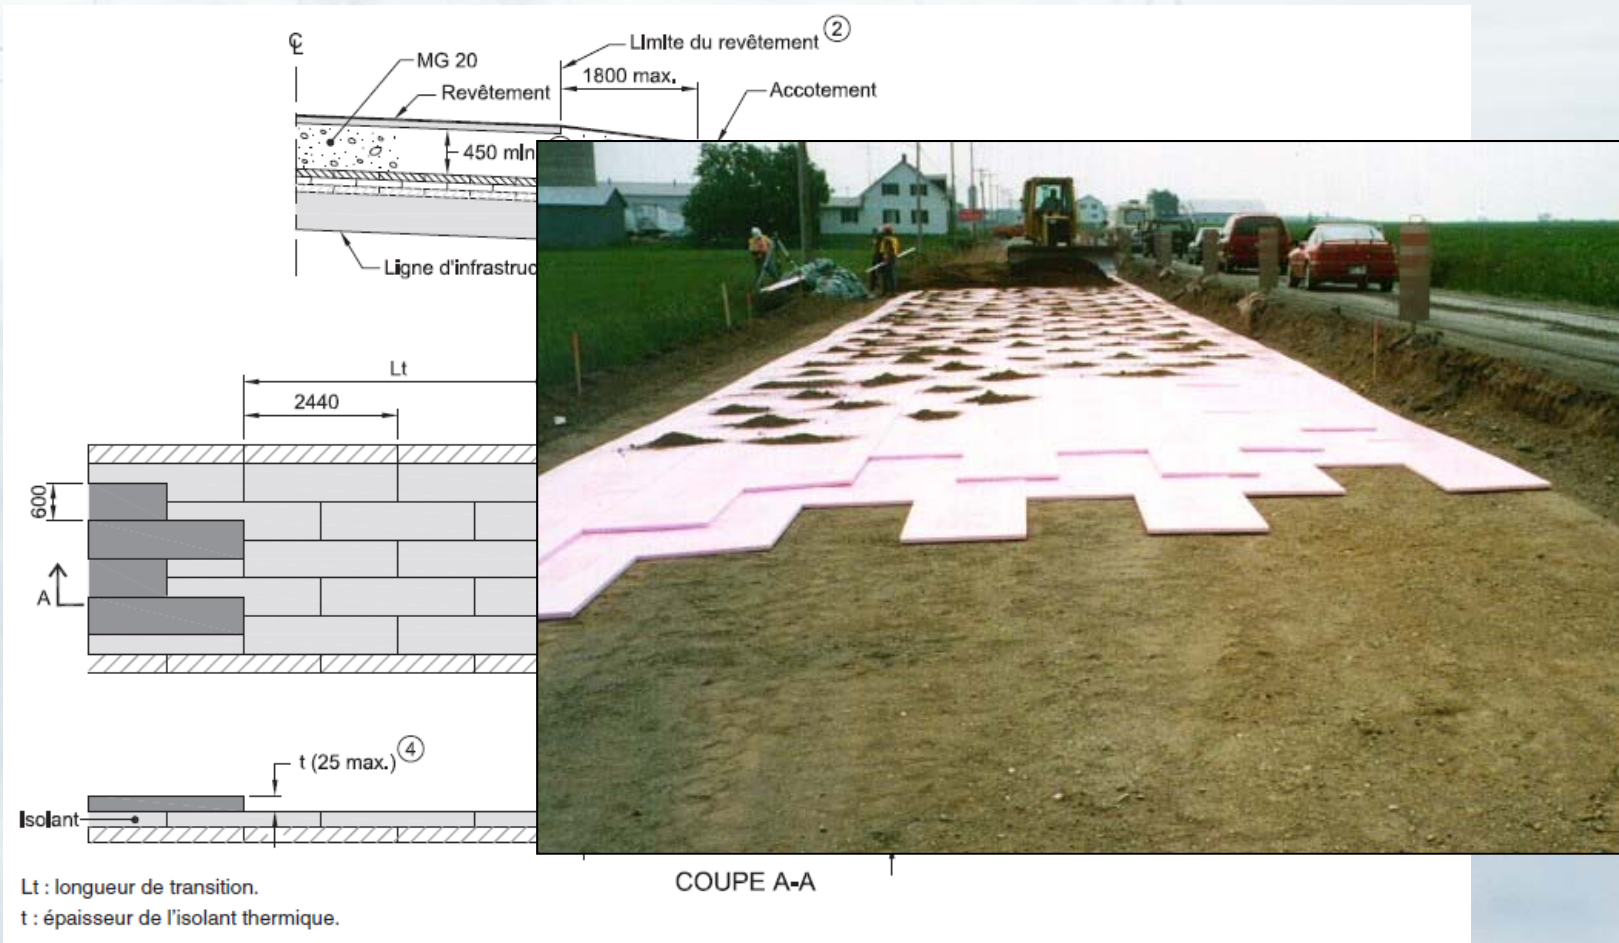 ℄
Limite du revêtement 2
MG 20
1800 max.
Revêtement
Accotement
450 min
Ligne d'infrastruc
Lt
2440
600
A
t (25 max.) 4
Isolant
COUPE A-A
Lt : longueur de transition.
t : épaisseur de l'isolant thermique.